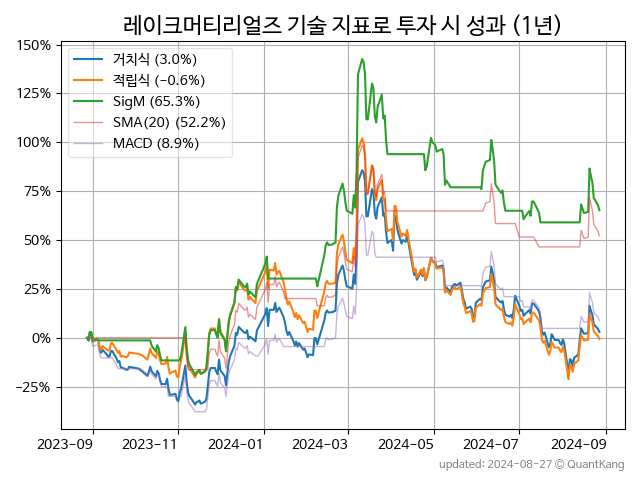 레이크머티리얼즈 기술 지표로 투자 시 성과 (1년)
150%
125%
100%
75%
50%
25%
0%
−25%
거치식 (3.0%)
적립식 (−0.6%)
SigM (65.3%)
SMA(20) (52.2%)
MACD (8.9%)
2023-09
2023-11
2024-01
2024-03
2024-05
2024-07
2024-09
updated: 2024-08-27 © QuantKang